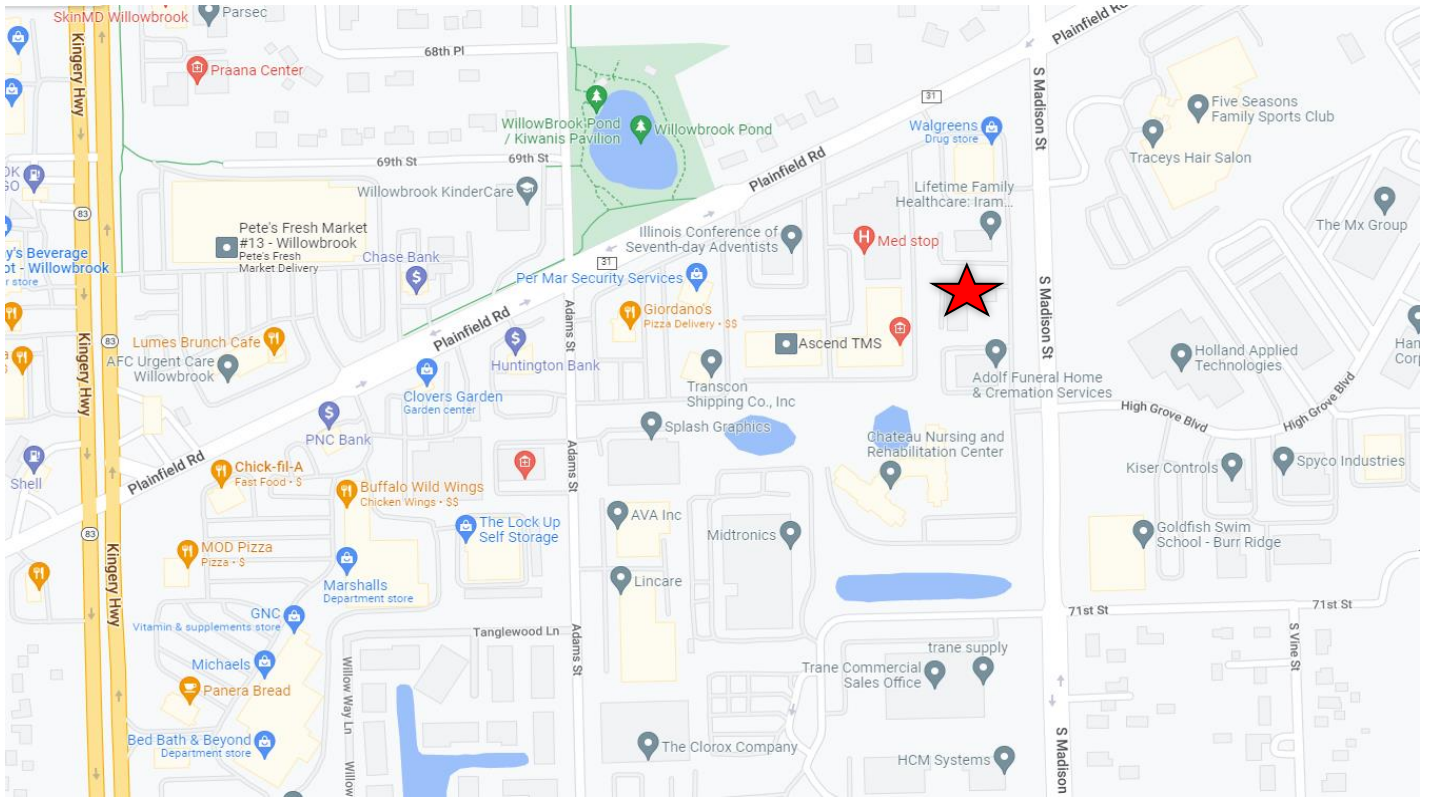 SkinMD Willowbrook
Parsec
Kingery Hwy
68th Pl
Praana Center
Plainfield Rd
S Madison St
31
Five Seasons
Family Sports Club
Traceys Hair Salon
WillowBrook Pond
/ Kiwanis Pavilion
Willowbrook Pond
Walgreens
Drug store
69th St
69th St
Plainfield Rd
Willowbrook KinderCare
Lifetime Family
Healthcare: Iram...
The Mx Group
83
Pete's Fresh Market
#13 - Willowbrook
Pete's Fresh
Market Delivery
Illinois Conference of
Seventh-day Adventists
Med stop
y's Beverage
ot - Willowbrook
r store
Chase Bank
31
Per Mar Security Services
S Madison St
Giordano's
Pizza Delivery • $$
Adams St
Plainfield Rd
83
Kingery Hwy
Lumes Brunch Cafe
AFC Urgent Care
Willowbrook
Huntington Bank
Ascend TMS
Holland Applied
Technologies
Han
Corp
Clovers Garden
Garden center
Transcon
Shipping Co., Inc
Adolf Funeral Home
& Cremation Services
High Grove Blvd
High Grove Blvd
PNC Bank
Splash Graphics
Chateau Nursing and
Rehabilitation Center
Plainfield Rd
Shell
Chick-fil-A
Fast Food • $
Adams St
Kiser Controls
Spyco Industries
Buffalo Wild Wings
Chicken Wings • $$
83
The Lock Up
Self Storage
AVA Inc
Midtronics
Goldfish Swim
School - Burr Ridge
Kingery Hwy
MOD Pizza
Pizza • $
Marshalls
Department store
Lincare
GNC
Vitamin & supplements store
71st St
71st St
Tanglewood Ln
Adams St
S Vine St
trane supply
Michaels
Willow Way Ln
Trane Commercial
Sales Office
Panera Bread
Bed Bath & Beyond
Department store
The Clorox Company
HCM Systems
S Madison
Willow